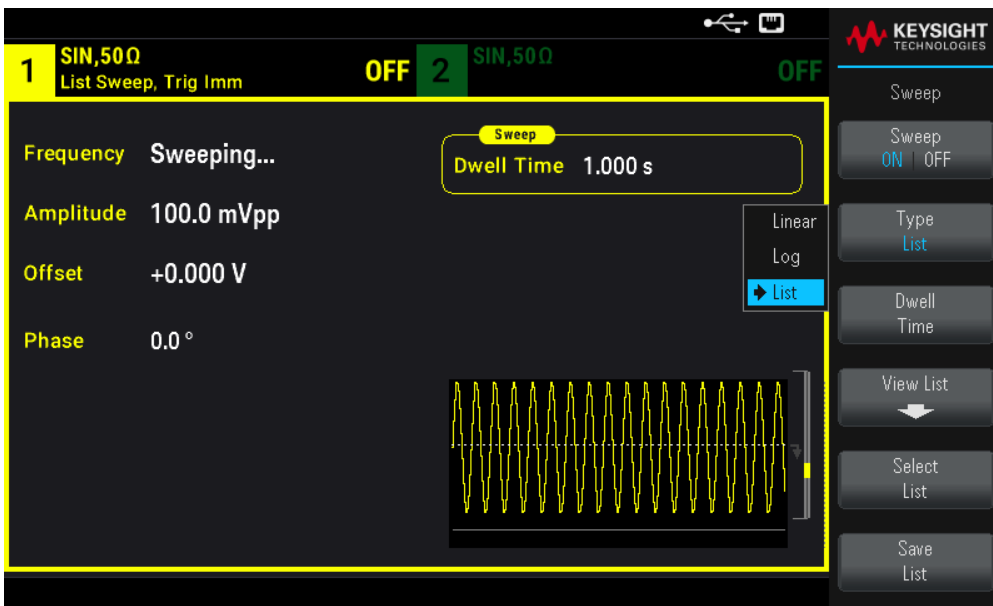 KEYSIGHT
TECHNOLOGIES
1
SIN,50Ω
List Sweep, Trig Imm
OFF
2
SIN,50Ω
OFF
Sweep
Frequency Sweeping...
Amplitude 100.0 mVpp
Offset +0.000 V
Phase 0.0 °
Sweep
Dwell Time 1.000 s
Linear
Log
List
Sweep
ON | OFF
Type
List
Dwell
Time
View List
Select
List
Save
List